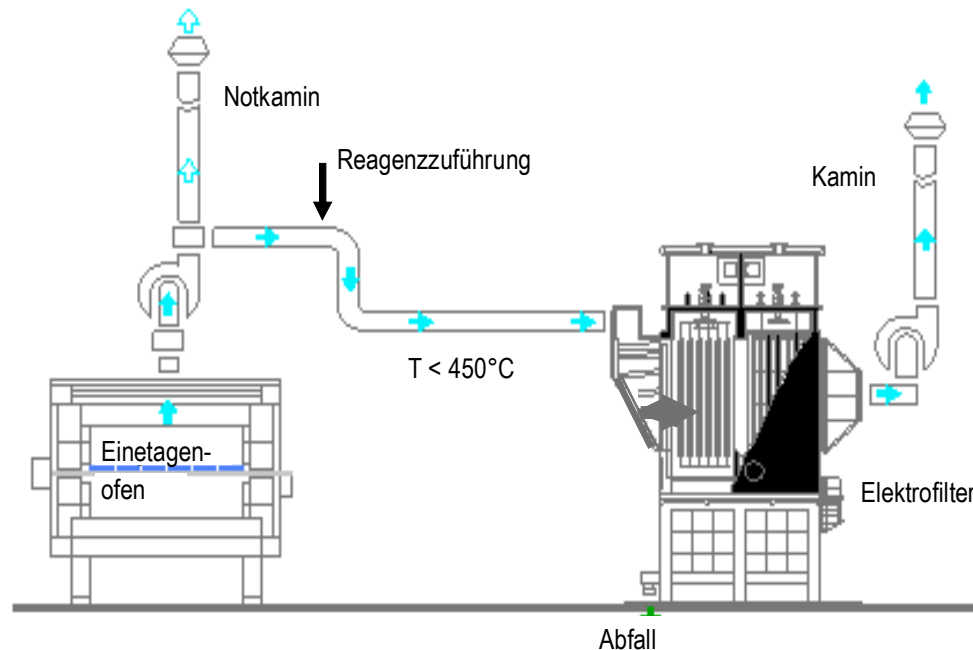 Notkamin
Reagenzzuführung
Kamin
T < 450°C
Einetagen-
ofen
Elektrofilter
Abfall